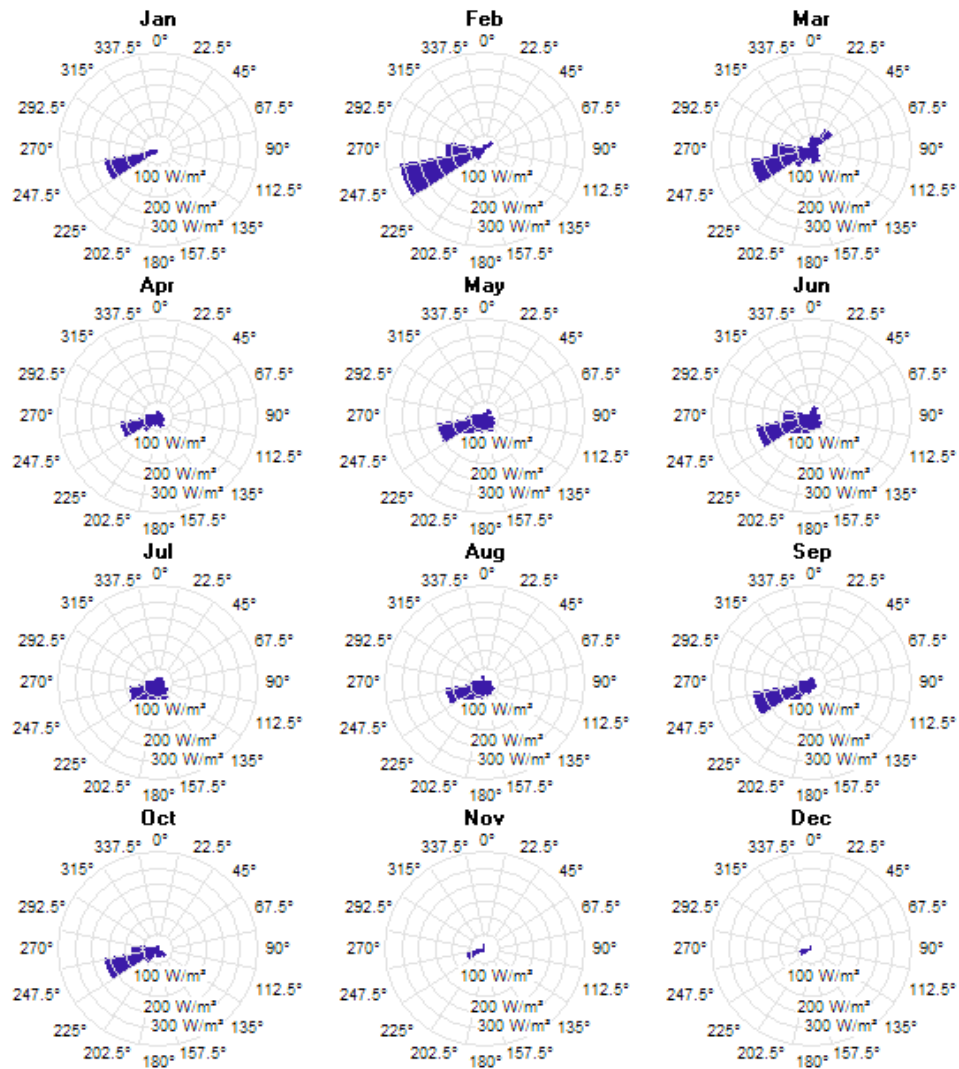 Jan Feb Mar
337.5° 0° 22.5° 337.5° 0° 22.5° 337.5° 0° 22.5°
315° 45° 315° 45° 315° 45°
292.5° 67.5° 292.5° 67.5° 292.5° 67.5°
270° 90° 270° 90° 270° 90°
100 W/m² 100 W/m² 100 W/m²
247.5° 112.5° 247.5° 112.5° 247.5° 112.5°
200 W/m² 200 W/m² 200 W/m²
225° 300 W/m² 135° 225° 300 W/m² 135° 225° 300 W/m² 135°
202.5° 180° 157.5° 202.5° 180° 157.5° 202.5° 180° 157.5°
Apr May Jun
337.5° 0° 22.5° 337.5° 0° 22.5° 337.5° 0° 22.5°
315° 45° 315° 45° 315° 45°
292.5° 67.5° 292.5° 67.5° 292.5° 67.5°
270° 90° 270° 90° 270° 90°
100 W/m² 100 W/m² 100 W/m²
247.5° 112.5° 247.5° 112.5° 247.5° 112.5°
200 W/m² 200 W/m² 200 W/m²
225° 300 W/m² 135° 225° 300 W/m² 135° 225° 300 W/m² 135°
202.5° 180° 157.5° 202.5° 180° 157.5° 202.5° 180° 157.5°
Jul Aug Sep
337.5° 0° 22.5° 337.5° 0° 22.5° 337.5° 0° 22.5°
315° 45° 315° 45° 315° 45°
292.5° 67.5° 292.5° 67.5° 292.5° 67.5°
270° 90° 270° 90° 270° 90°
100 W/m² 100 W/m² 100 W/m²
247.5° 112.5° 247.5° 112.5° 247.5° 112.5°
200 W/m² 200 W/m² 200 W/m²
225° 300 W/m² 135° 225° 300 W/m² 135° 225° 300 W/m² 135°
202.5° 180° 157.5° 202.5° 180° 157.5° 202.5° 180° 157.5°
Oct Nov Dec
337.5° 0° 22.5° 337.5° 0° 22.5° 337.5° 0° 22.5°
315° 45° 315° 45° 315° 45°
292.5° 67.5° 292.5° 67.5° 292.5° 67.5°
270° 90° 270° 90° 270° 90°
100 W/m² 100 W/m² 100 W/m²
247.5° 112.5° 247.5° 112.5° 247.5° 112.5°
200 W/m² 200 W/m² 200 W/m²
225° 300 W/m² 135° 225° 300 W/m² 135° 225° 300 W/m² 135°
202.5° 180° 157.5° 202.5° 180° 157.5° 202.5° 180° 157.5°